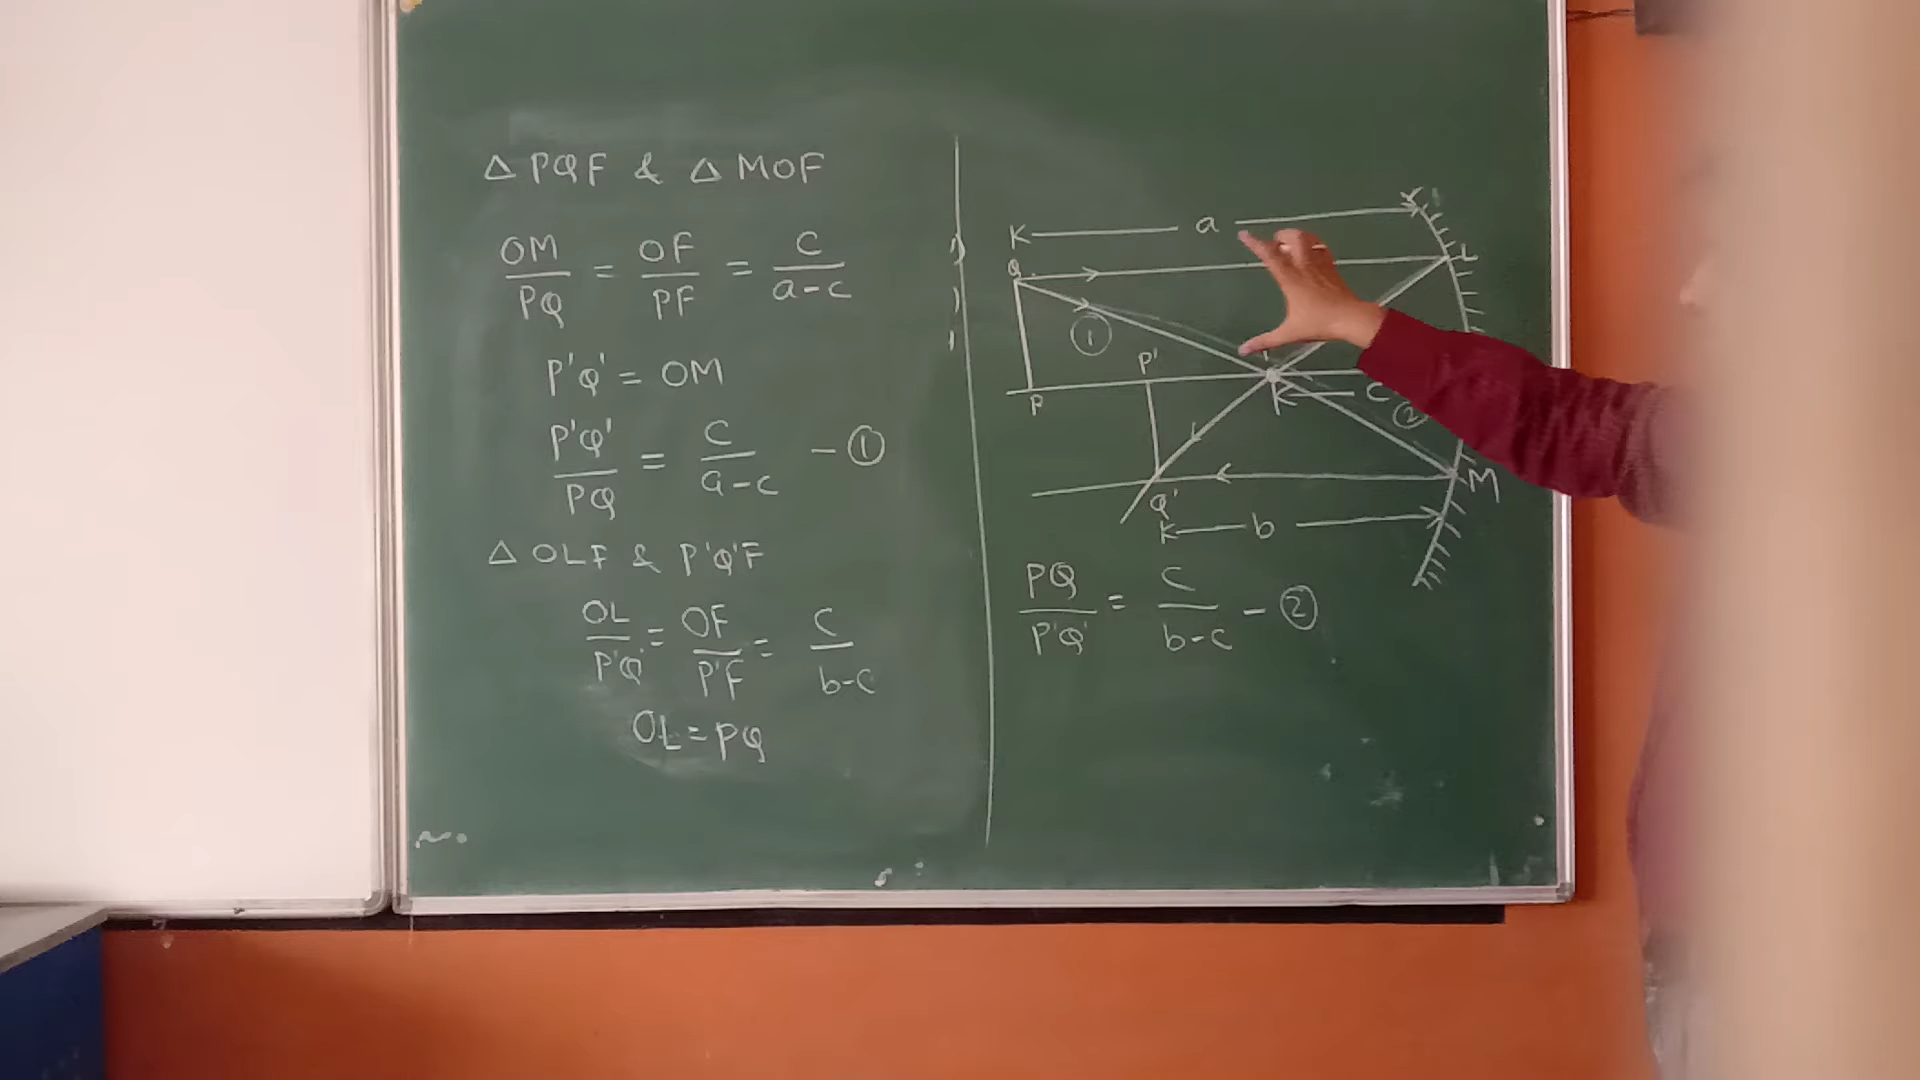 △ PQF & △ MOF
OM/PQ = OF/PF = C/a-c
P'Q' = OM
P'Q'/PQ = C/a-c - ①
△ OLF & P'Q'F
OL/P'Q' = OF/P'F = C/b-c
OL = PQ
a
Q
L
①
P'
P
C
②
M
Q'
b
PQ/P'Q' = C/b-c - ②